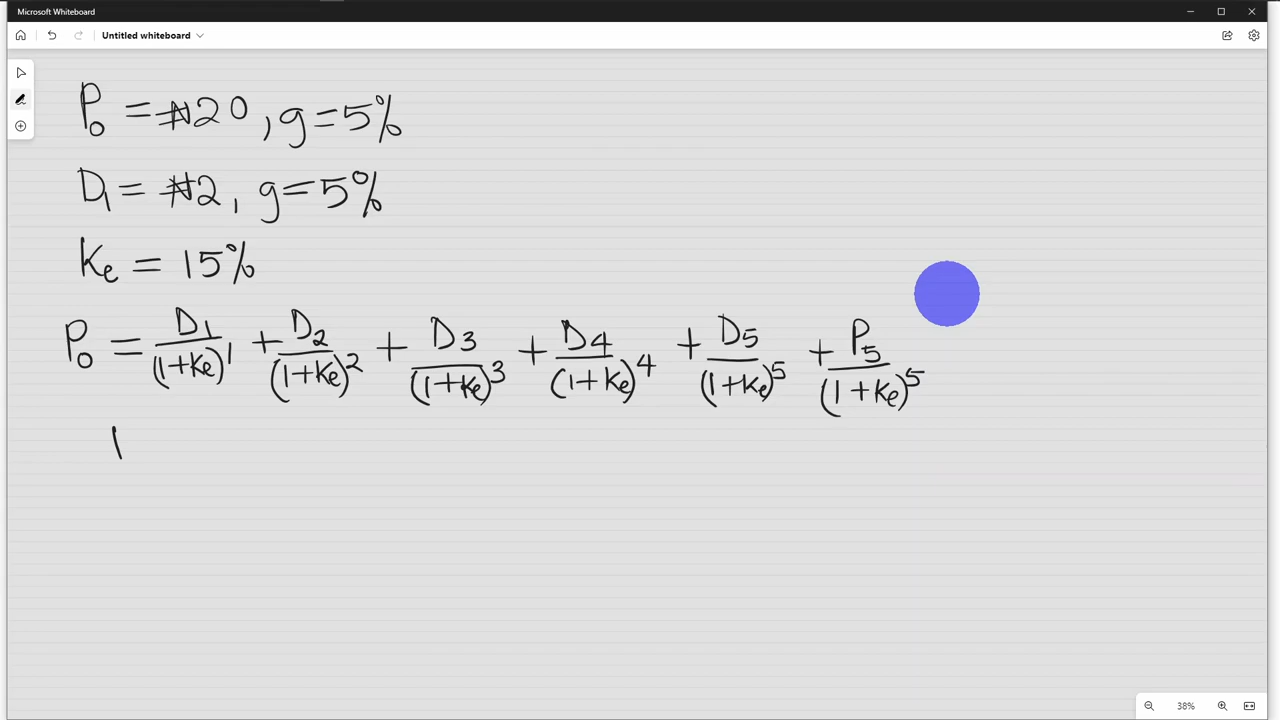 Microsoft Whiteboard
Untitled whiteboard
P₀ = ₦20, g = 5%
D₁ = ₦2, g = 5%
Ke = 15%
P₀ = D₁/(1+Ke)¹ + D₂/(1+Ke)² + D₃/(1+Ke)³ + D₄/(1+Ke)⁴ + D₅/(1+Ke)⁵ + P₅/(1+Ke)⁵
38%